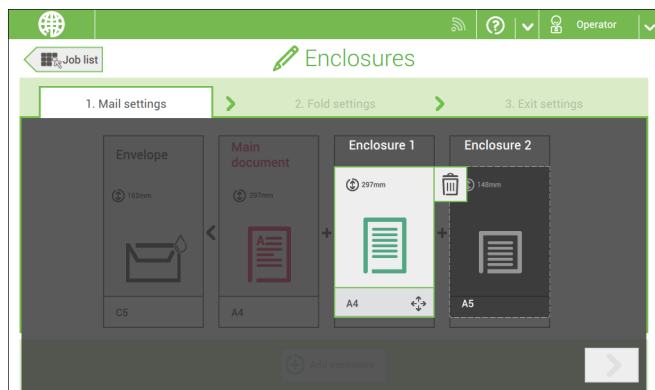 Operator
Job list
Enclosures
1. Mail settings
2. Fold settings
3. Exit settings
Envelope
Main
document
Enclosure 1
Enclosure 2
162mm
297mm
297mm
148mm
C5
A4
A4
A5
Add enclosure